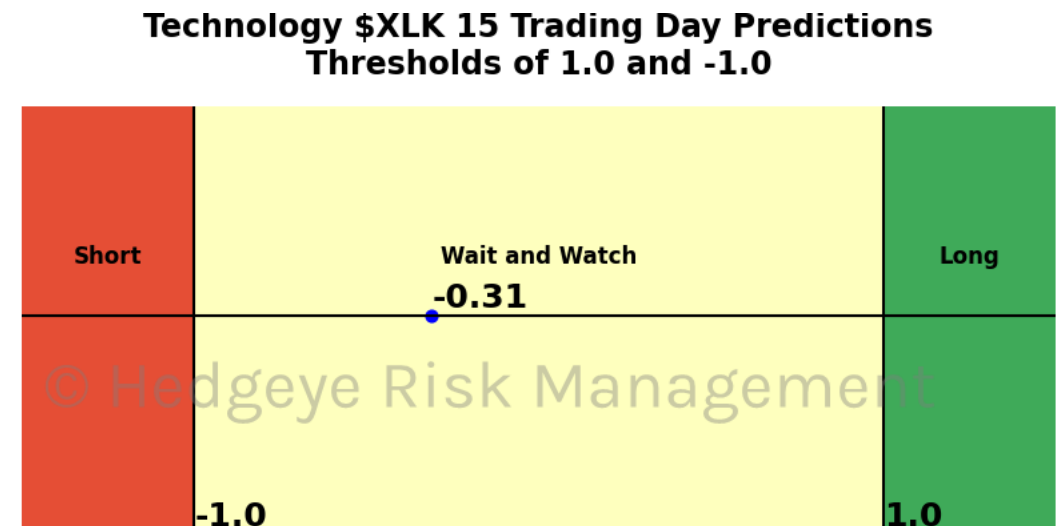 Technology $XLK 15 Trading Day Predictions
Thresholds of 1.0 and -1.0
Short
Wait and Watch
Long
-0.31
© Hedgeye Risk Management
-1.0
1.0